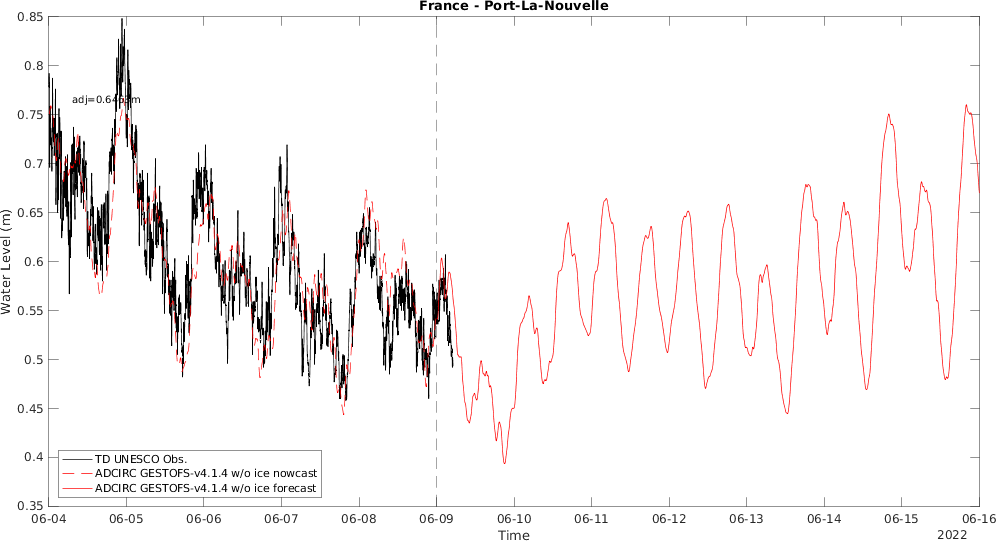 France - Port-La-Nouvelle
0.85
0.8
0.75
0.7
0.65
0.6
0.55
0.5
0.45
0.4
0.35
Water Level (m)
TD UNESCO Obs.
ADCIRC GESTOFS-v4.1.4 w/o ice nowcast
ADCIRC GESTOFS-v4.1.4 w/o ice forecast
06-04 06-05 06-06 06-07 06-08 06-09 06-10 06-11 06-12 06-13 06-14 06-15 06-16
Time
2022